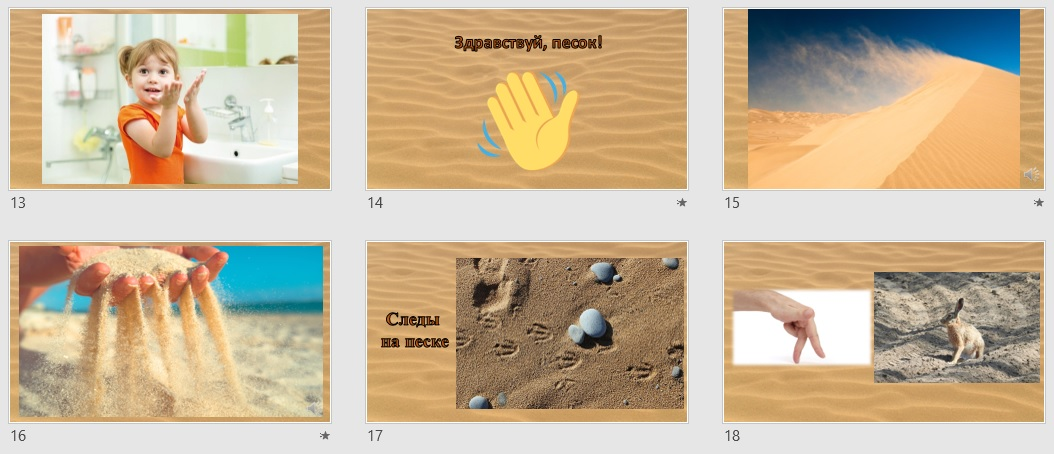 Здравствуй, песок!
13
14
15
Следы
на песке
16
17
18